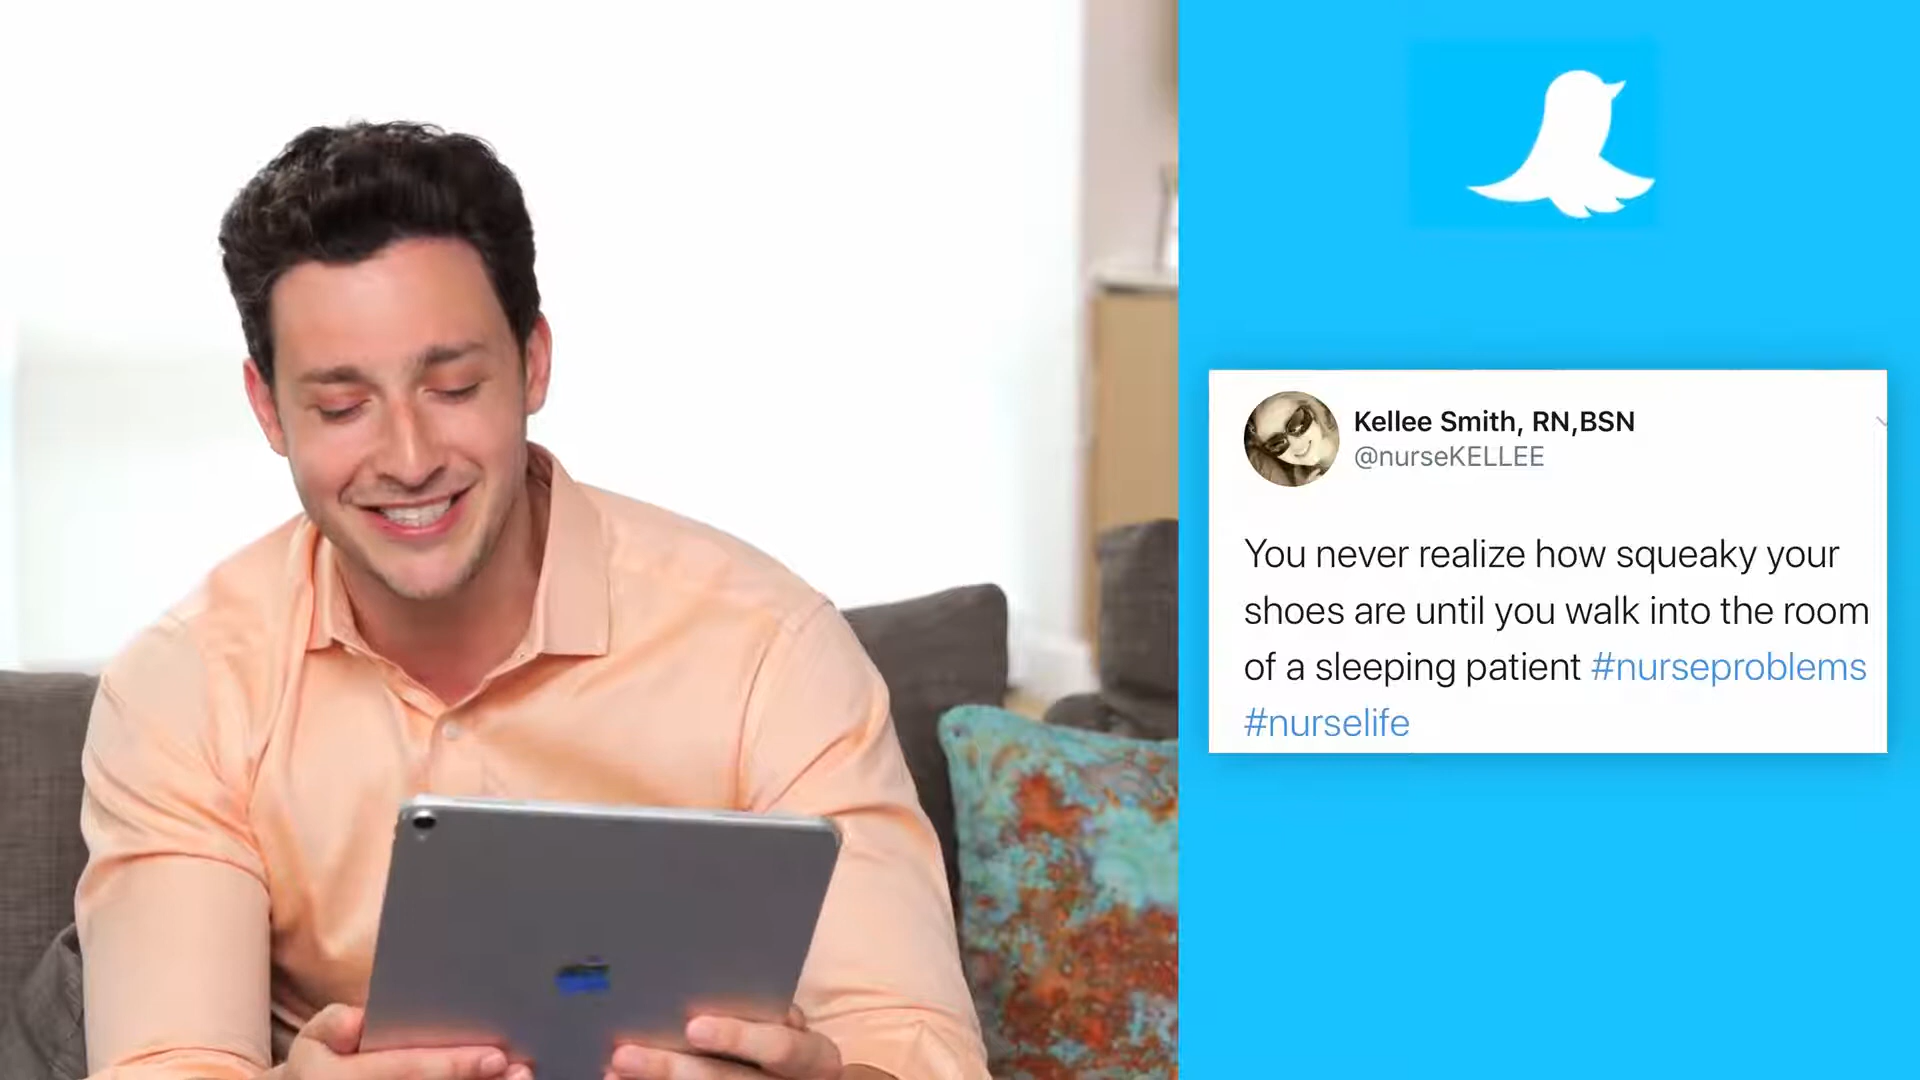 Kellee Smith, RN,BSN
@nurseKELLEE
You never realize how squeaky your
shoes are until you walk into the room
of a sleeping patient #nurseproblems
#nurselife